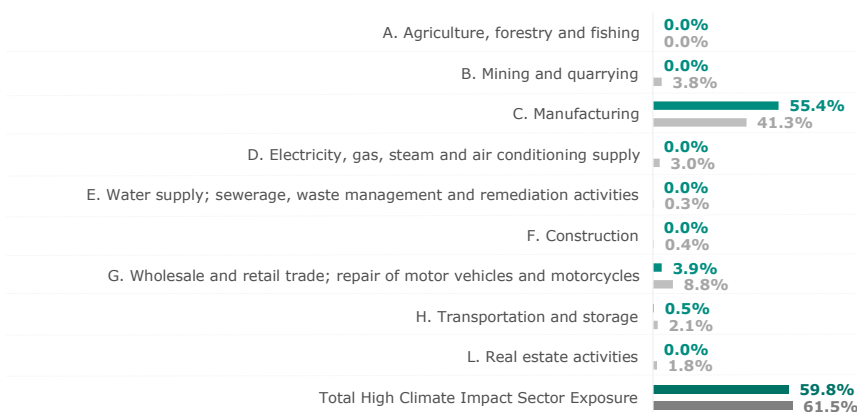 A. Agriculture, forestry and fishing
0.0%
0.0%
B. Mining and quarrying
0.0%
3.8%
C. Manufacturing
55.4%
41.3%
D. Electricity, gas, steam and air conditioning supply
0.0%
3.0%
E. Water supply; sewerage, waste management and remediation activities
0.0%
0.3%
F. Construction
0.0%
0.4%
G. Wholesale and retail trade; repair of motor vehicles and motorcycles
3.9%
8.8%
H. Transportation and storage
0.5%
2.1%
L. Real estate activities
0.0%
1.8%
Total High Climate Impact Sector Exposure
59.8%
61.5%